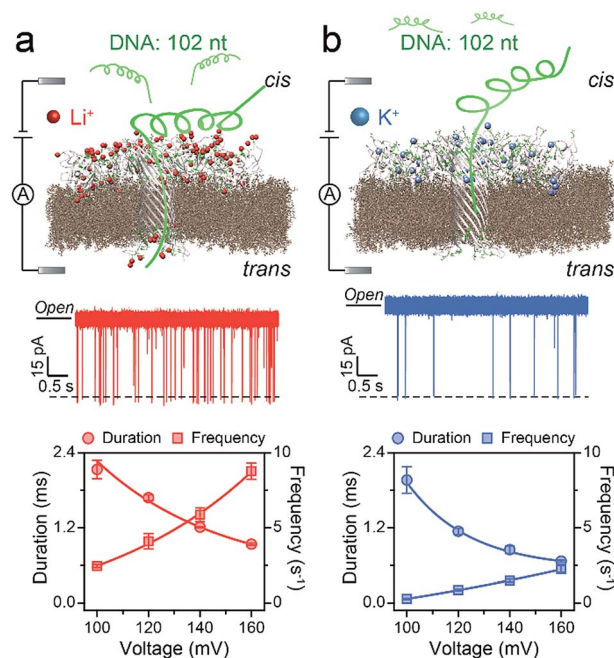 a
DNA: 102 nt
cis
Li⁺
A
trans
Open
15 pA
0.5 s
Duration Frequency
2.4
1.2
0.0
Duration (ms)
10
5
0
Frequency (s⁻¹)
100 120 140 160
Voltage (mV)
b
DNA: 102 nt
cis
K⁺
A
trans
Open
15 pA
0.5 s
Duration Frequency
2.4
1.2
0.0
Duration (ms)
10
5
0
Frequency (s⁻¹)
100 120 140 160
Voltage (mV)